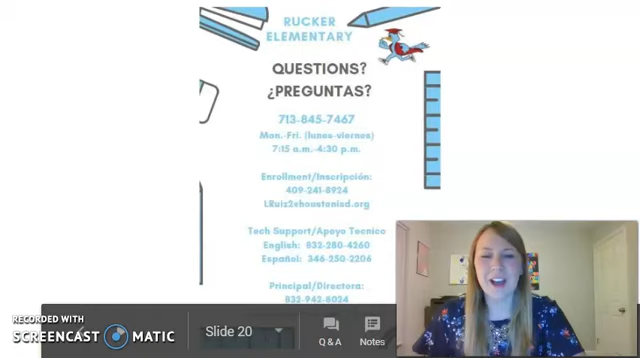 RUCKER
ELEMENTARY
QUESTIONS?
¿PREGUNTAS?
713-845-7467
Mon.-Fri. (lunes-viernes)
7:15 a.m.-4:30 p.m.
Enrollment/Inscripción:
409-241-8924
LRuiz2@houstonisd.org
Tech Support/Apoyo Tecnico
English: 832-280-4260
Español: 346-250-2206
Principal/Directora:
832-942-8024
RECORDED WITH
SCREENCAST MATIC
Slide 20
Q & A
Notes